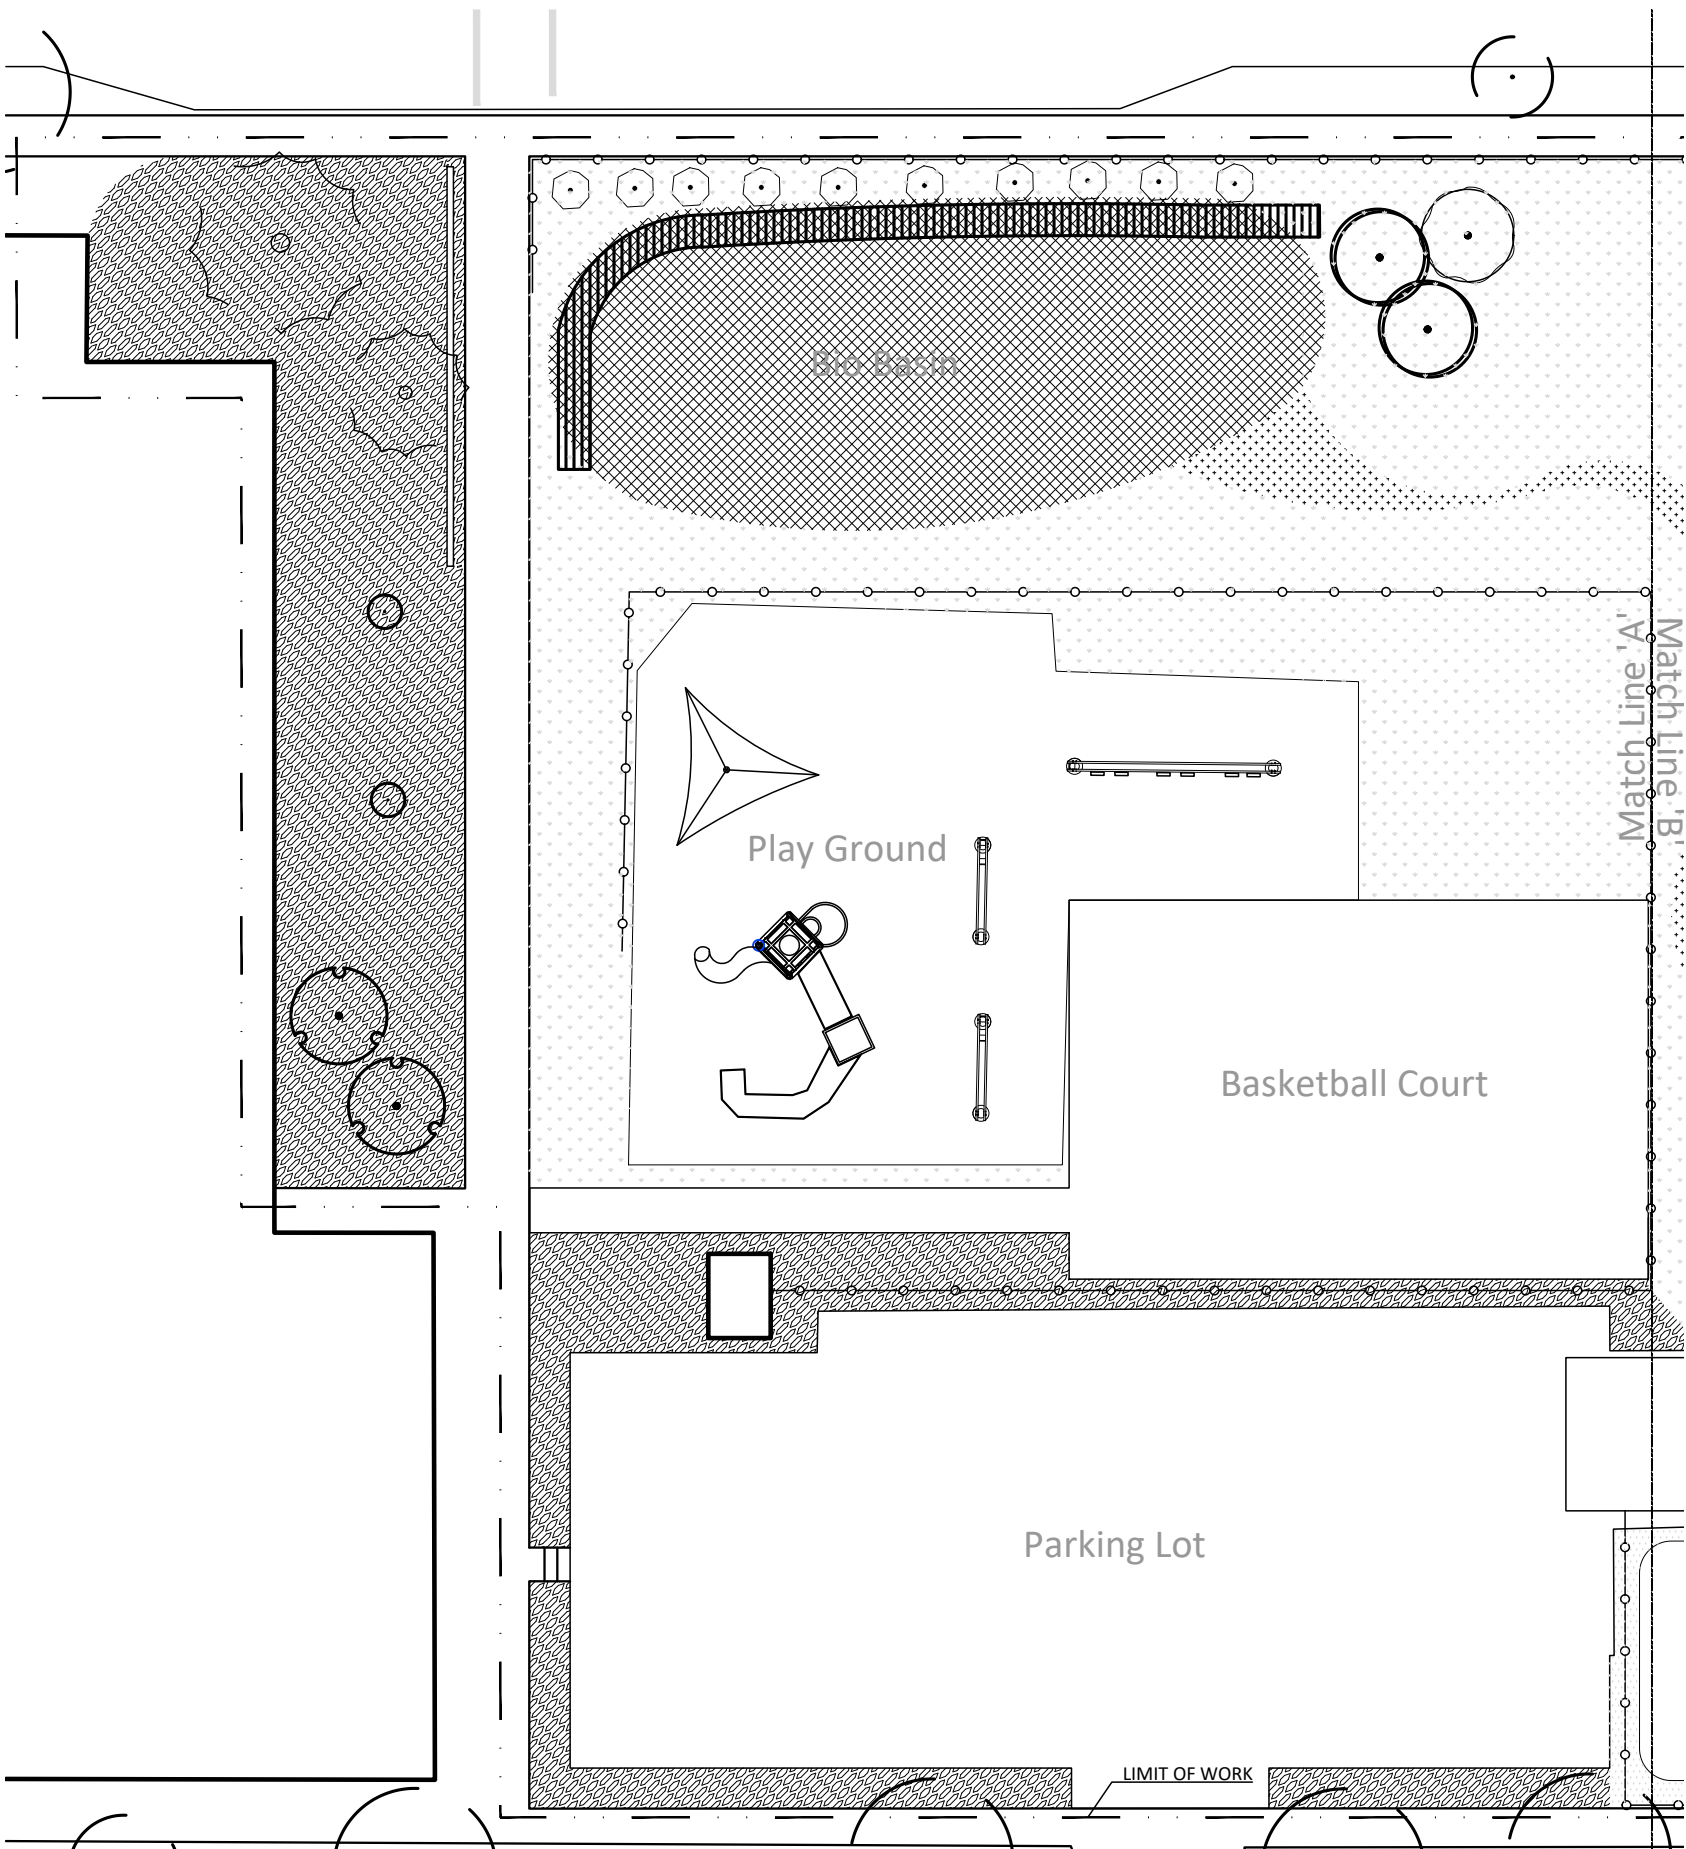 Bio Basin
Match Line 'A'
Match Line 'B'
Play Ground
Basketball Court
Parking Lot
LIMIT OF WORK